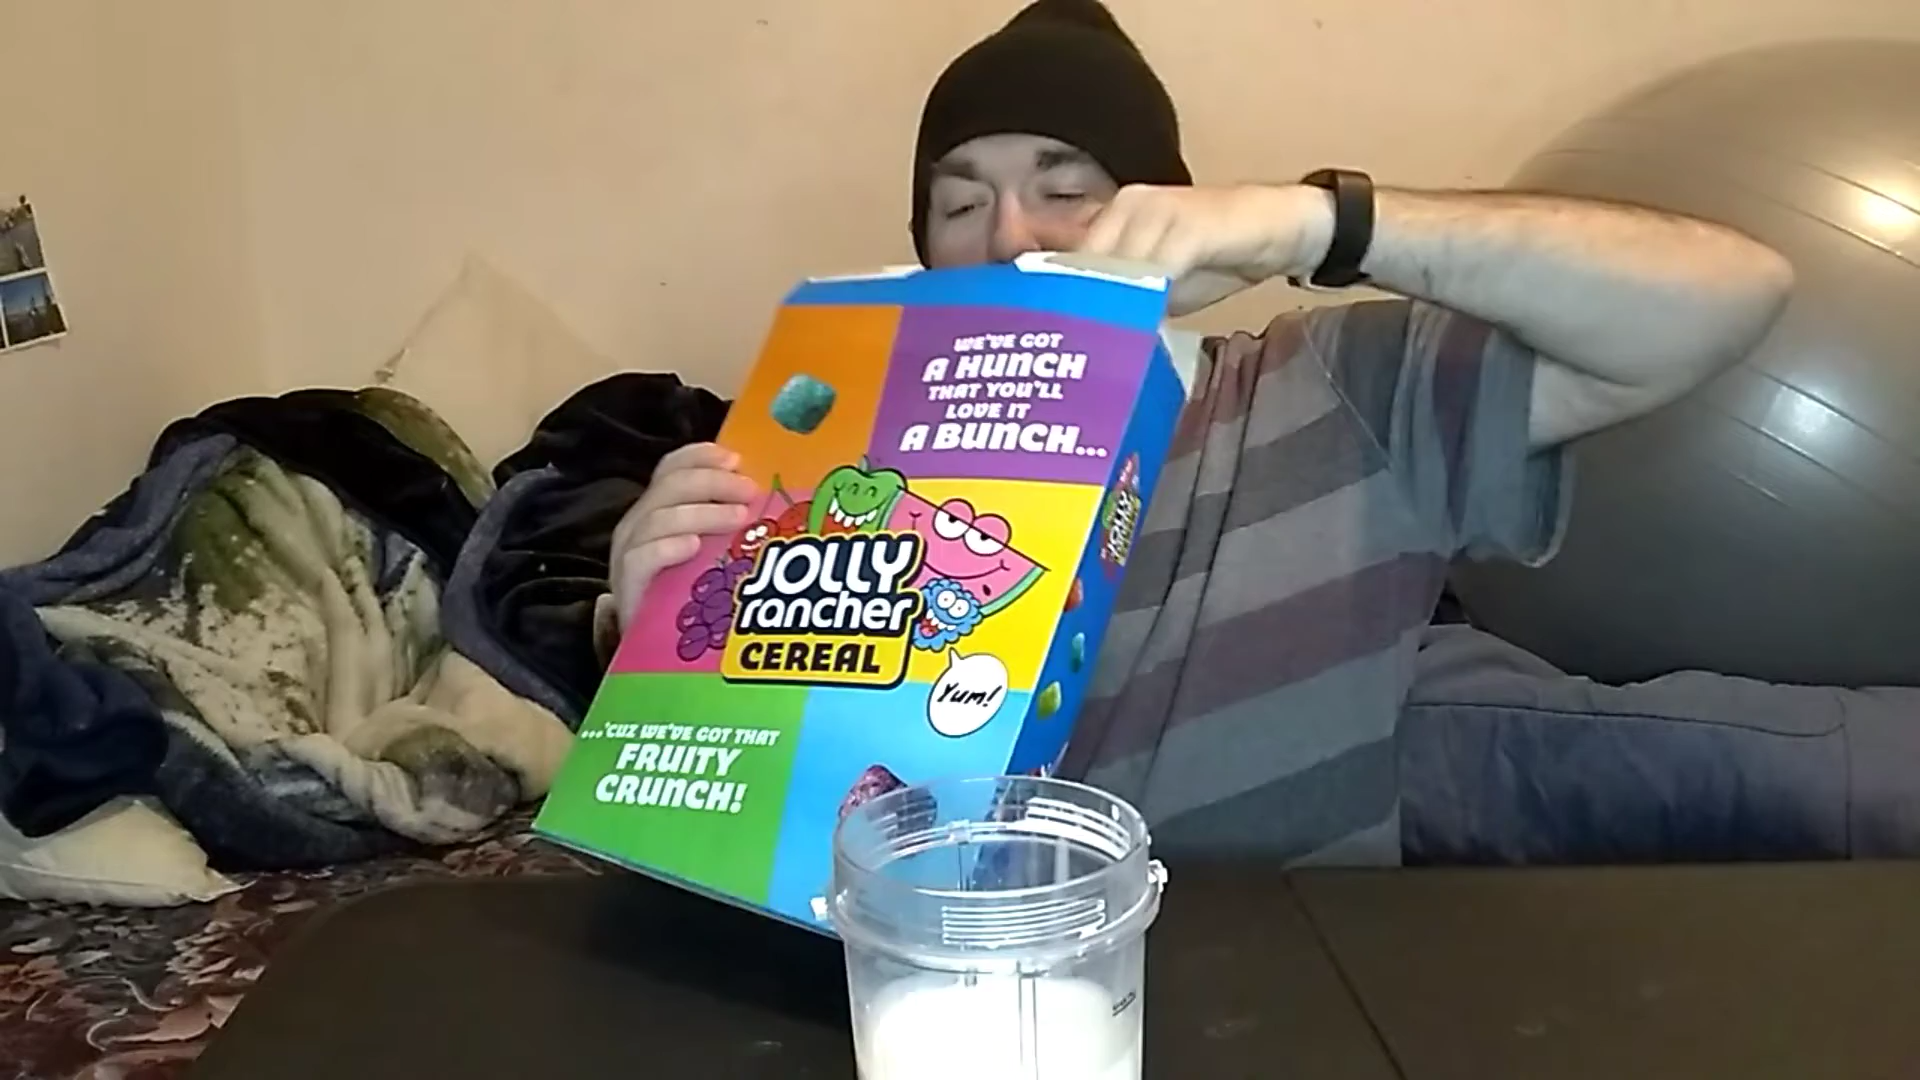 WE'VE GOT
A HUNCH
THAT YOU'LL
LOVE IT
A BUNCH...
JOLLY
rancher
CEREAL
Yum!
...'CUZ WE'VE GOT THAT
FRUITY
CRUNCH!
JOLLY